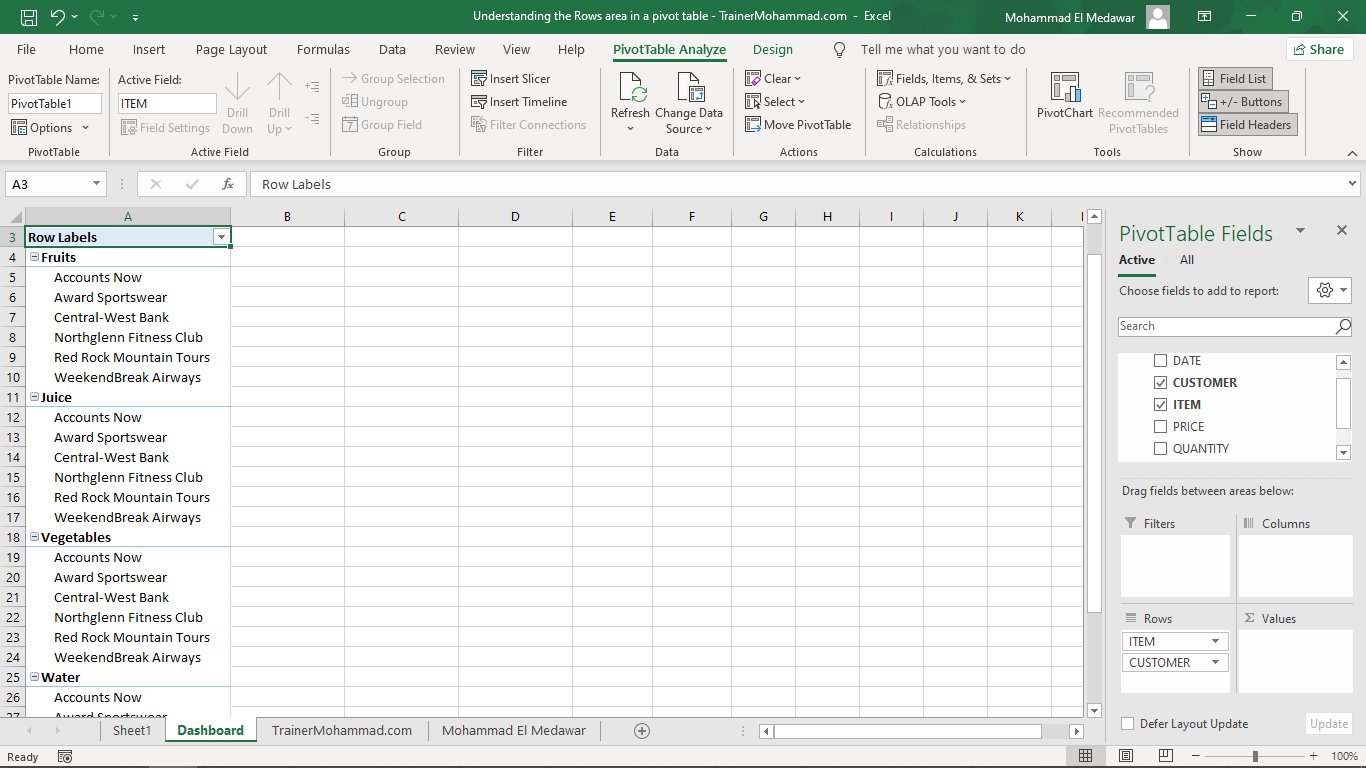 Understanding the Rows area in a pivot table - TrainerMohammad.com - Excel
Mohammad El Medawar
File Home Insert Page Layout Formulas Data Review View Help PivotTable Analyze Design Tell me what you want to do Share
PivotTable Name:
PivotTable1
Options
PivotTable
Active Field:
ITEM
Field Settings
Drill Down
Drill Up
Active Field
Group Selection
Ungroup
Group Field
Group
Insert Slicer
Insert Timeline
Filter Connections
Filter
Refresh
Change Data Source
Data
Clear
Select
Move PivotTable
Actions
Fields, Items, & Sets
OLAP Tools
Relationships
Calculations
PivotChart
Recommended PivotTables
Tools
Field List
+/- Buttons
Field Headers
Show
A3
fx
Row Labels
A B C D E F G H I J K
3 Row Labels
4 Fruits
5 Accounts Now
6 Award Sportswear
7 Central-West Bank
8 Northglenn Fitness Club
9 Red Rock Mountain Tours
10 WeekendBreak Airways
11 Juice
12 Accounts Now
13 Award Sportswear
14 Central-West Bank
15 Northglenn Fitness Club
16 Red Rock Mountain Tours
17 WeekendBreak Airways
18 Vegetables
19 Accounts Now
20 Award Sportswear
21 Central-West Bank
22 Northglenn Fitness Club
23 Red Rock Mountain Tours
24 WeekendBreak Airways
25 Water
26 Accounts Now
27 Award Sportswear
PivotTable Fields
Active All
Choose fields to add to report:
Search
DATE
CUSTOMER
ITEM
PRICE
QUANTITY
Drag fields between areas below:
Filters
Columns
Rows
Σ Values
ITEM
CUSTOMER
Defer Layout Update
Update
Sheet1 Dashboard TrainerMohammad.com Mohammad El Medawar
Ready
100%